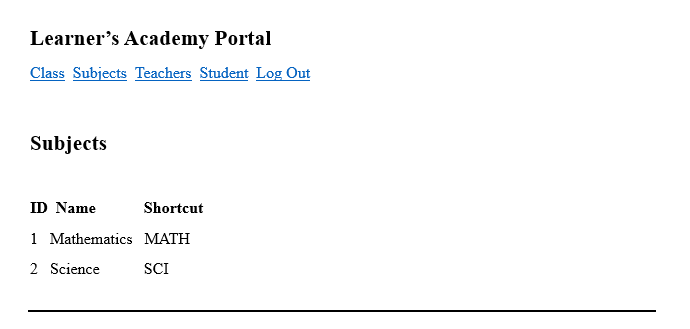 Learner’s Academy Portal
Class Subjects Teachers Student Log Out
Subjects
ID Name Shortcut
1 Mathematics MATH
2 Science SCI